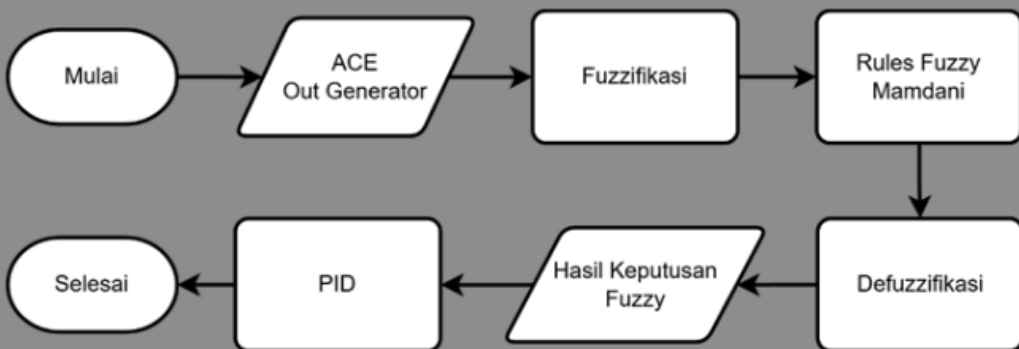 Mulai
ACE
Out Generator
Fuzzifikasi
Rules Fuzzy
Mamdani
Defuzzifikasi
Hasil Keputusan
Fuzzy
PID
Selesai